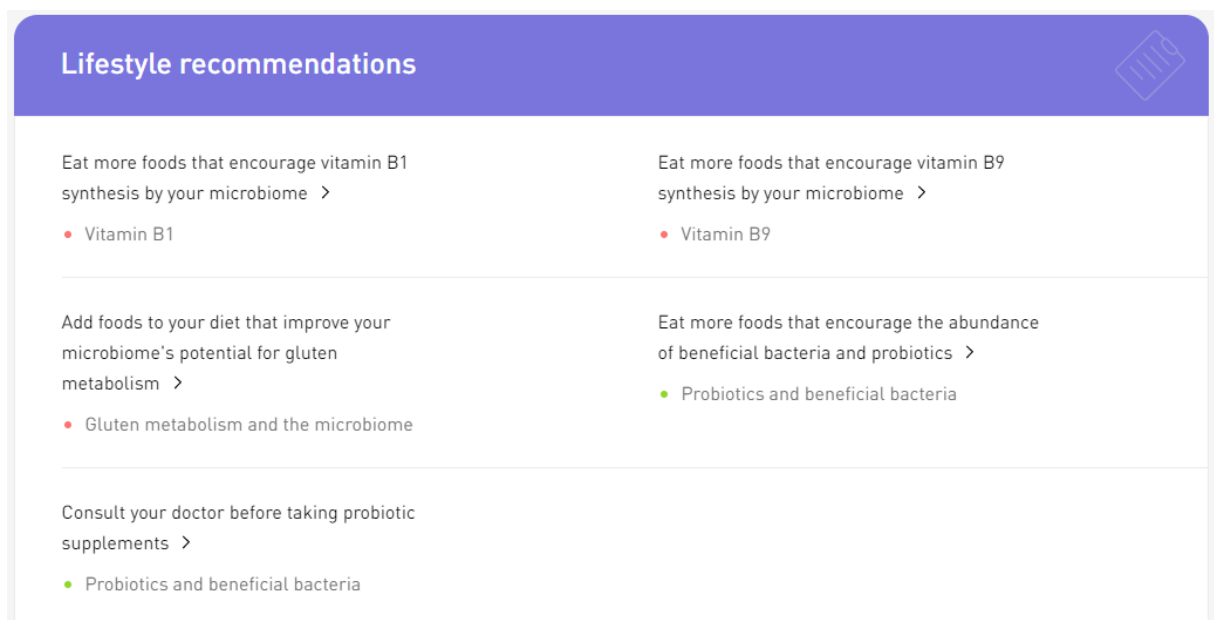 Lifestyle recommendations
Eat more foods that encourage vitamin B1
synthesis by your microbiome >
• Vitamin B1
Eat more foods that encourage vitamin B9
synthesis by your microbiome >
• Vitamin B9
Add foods to your diet that improve your
microbiome's potential for gluten
metabolism >
• Gluten metabolism and the microbiome
Eat more foods that encourage the abundance
of beneficial bacteria and probiotics >
• Probiotics and beneficial bacteria
Consult your doctor before taking probiotic
supplements >
• Probiotics and beneficial bacteria